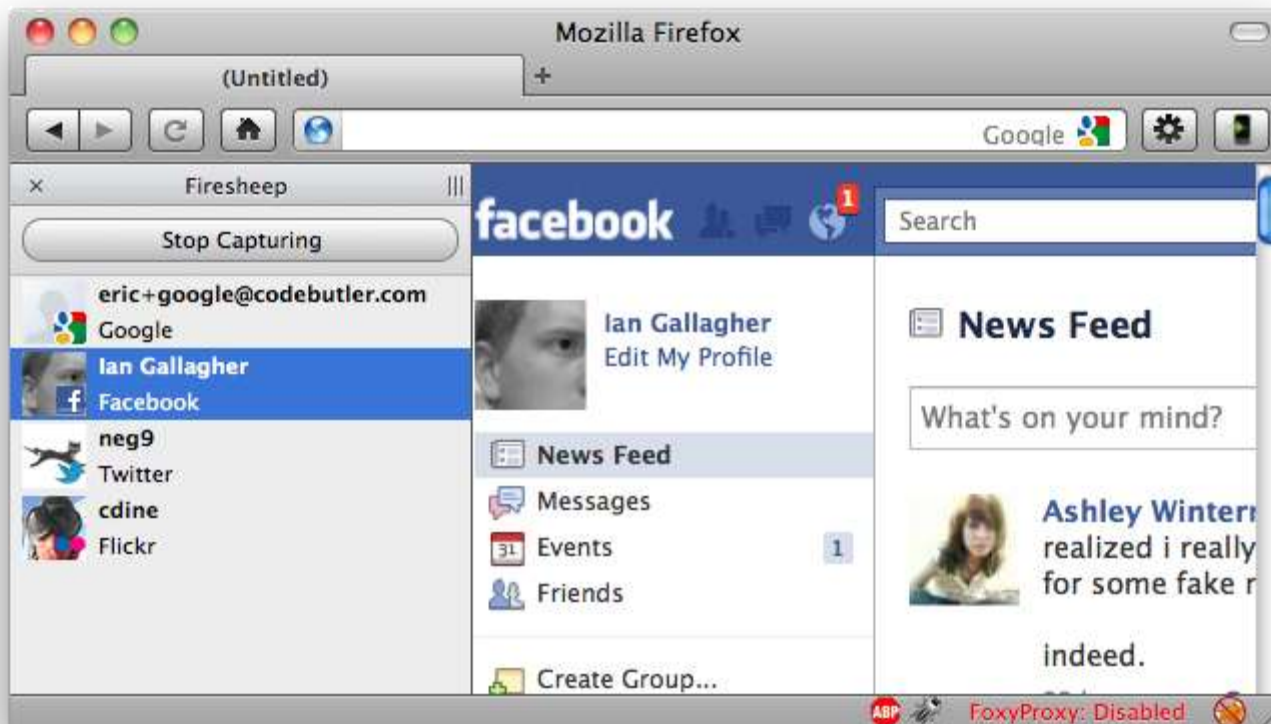 Mozilla Firefox
(Untitled)
+
Google
× Firesheep
Stop Capturing
eric+google@codebutler.com
Google
Ian Gallagher
Facebook
neg9
Twitter
cdine
Flickr
facebook
1
Search
Ian Gallagher
Edit My Profile
News Feed
Messages
31 Events 1
Friends
Create Group...
News Feed
What's on your mind?
Ashley
realized i really
for some fake
indeed.
ABP FoxyProxy: Disabled